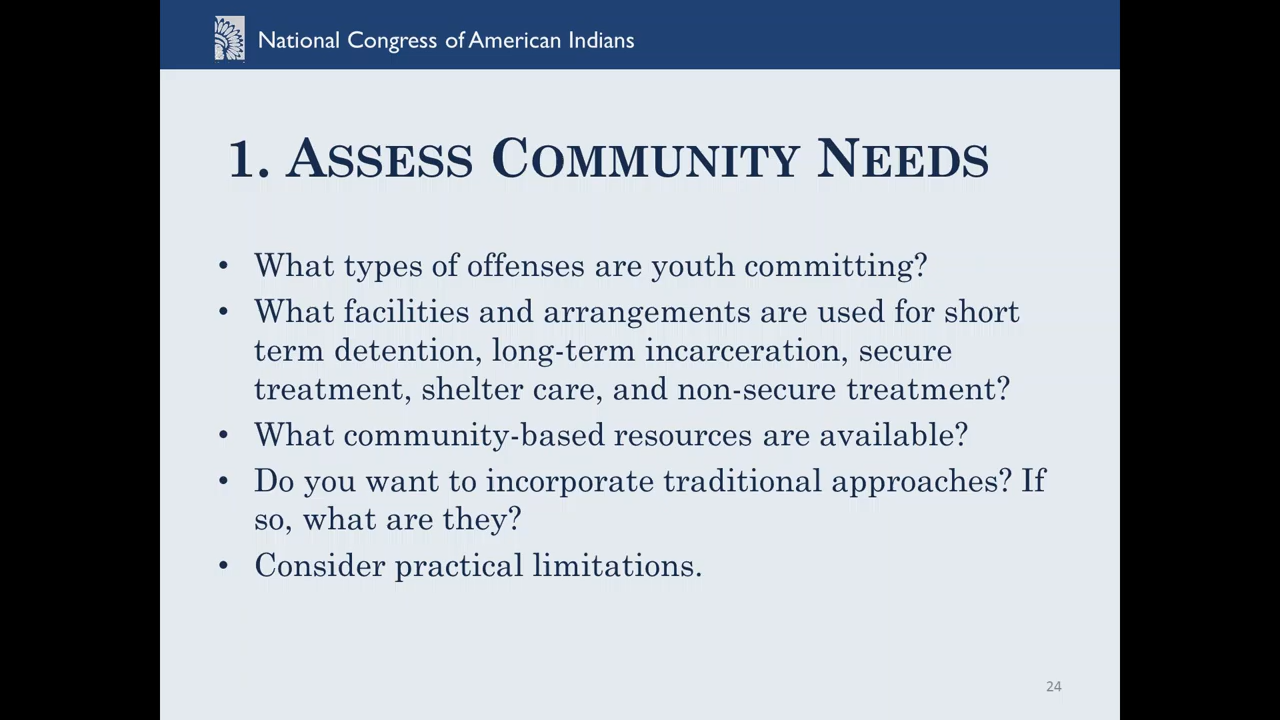 National Congress of American Indians
1. Assess Community Needs
• What types of offenses are youth committing?
• What facilities and arrangements are used for short
term detention, long-term incarceration, secure
treatment, shelter care, and non-secure treatment?
• What community-based resources are available?
• Do you want to incorporate traditional approaches? If
so, what are they?
• Consider practical limitations.
24